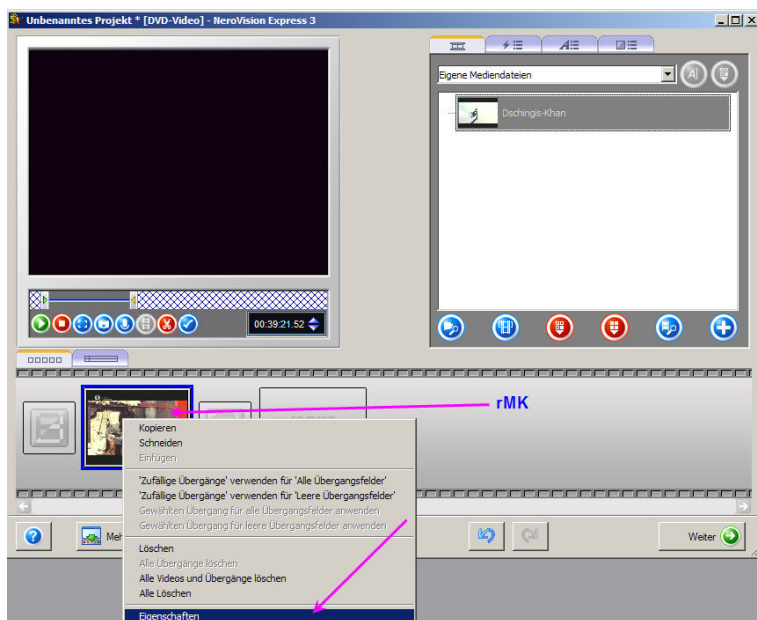 Unbenanntes Projekt * [DVD-Video] - NeroVision Express 3
Eigene Mediendateien
Dschingis-Khan
00:39:21.52
rMK
Kopieren
Schneiden
Einfügen
'Zufällige Übergänge' verwenden für 'Alle Übergangsfelder'
'Zufällige Übergänge' verwenden für 'Leere Übergangsfelder'
Gewählten Übergang für alle Übergangsfelder anwenden
Gewählten Übergang für leere Übergangsfelder anwenden
Löschen
Alle Übergänge löschen
Alle Videos und Übergänge löschen
Alle Löschen
Eigenschaften
Meh
Weiter